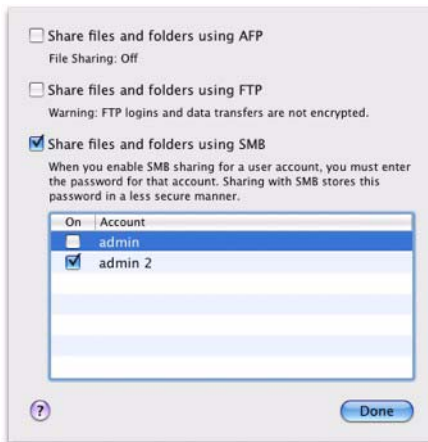 Share files and folders using AFP
File Sharing: Off
Share files and folders using FTP
Warning: FTP logins and data transfers are not encrypted.
Share files and folders using SMB
When you enable SMB sharing for a user account, you must enter
the password for that account. Sharing with SMB stores this
password in a less secure manner.
On Account
admin
admin 2
? Done